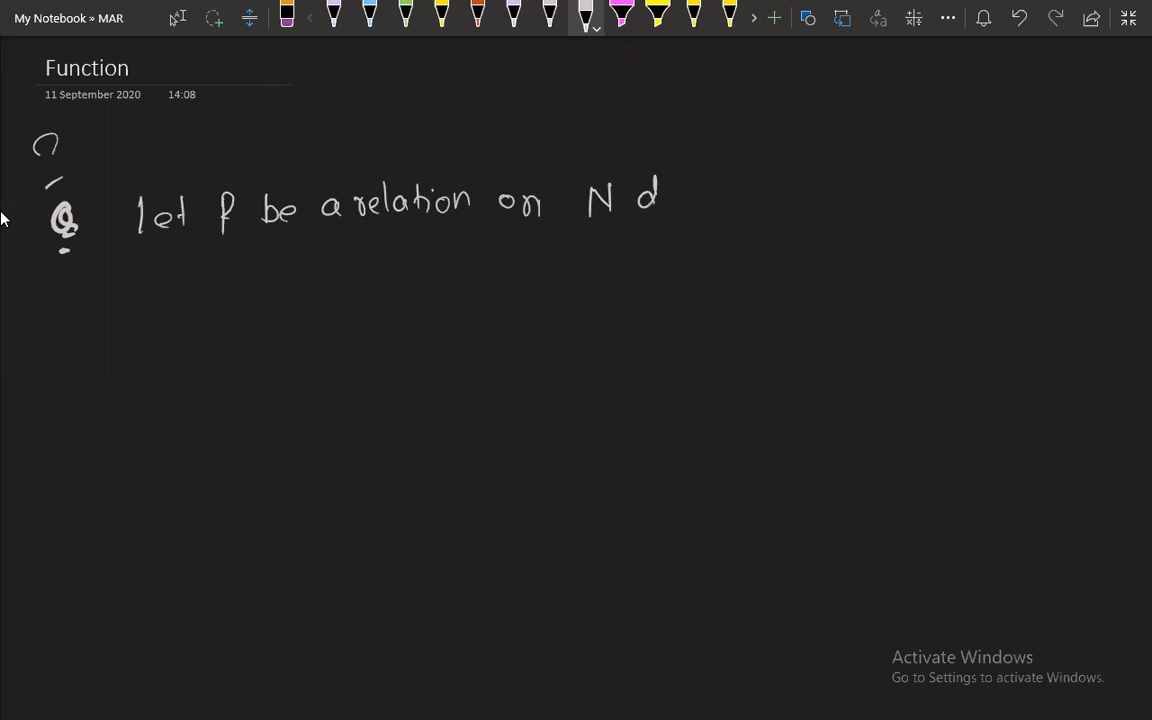 My Notebook » MAR
Function
11 September 2020 14:08
Q let f be a relation on N d
Activate Windows
Go to Settings to activate Windows.